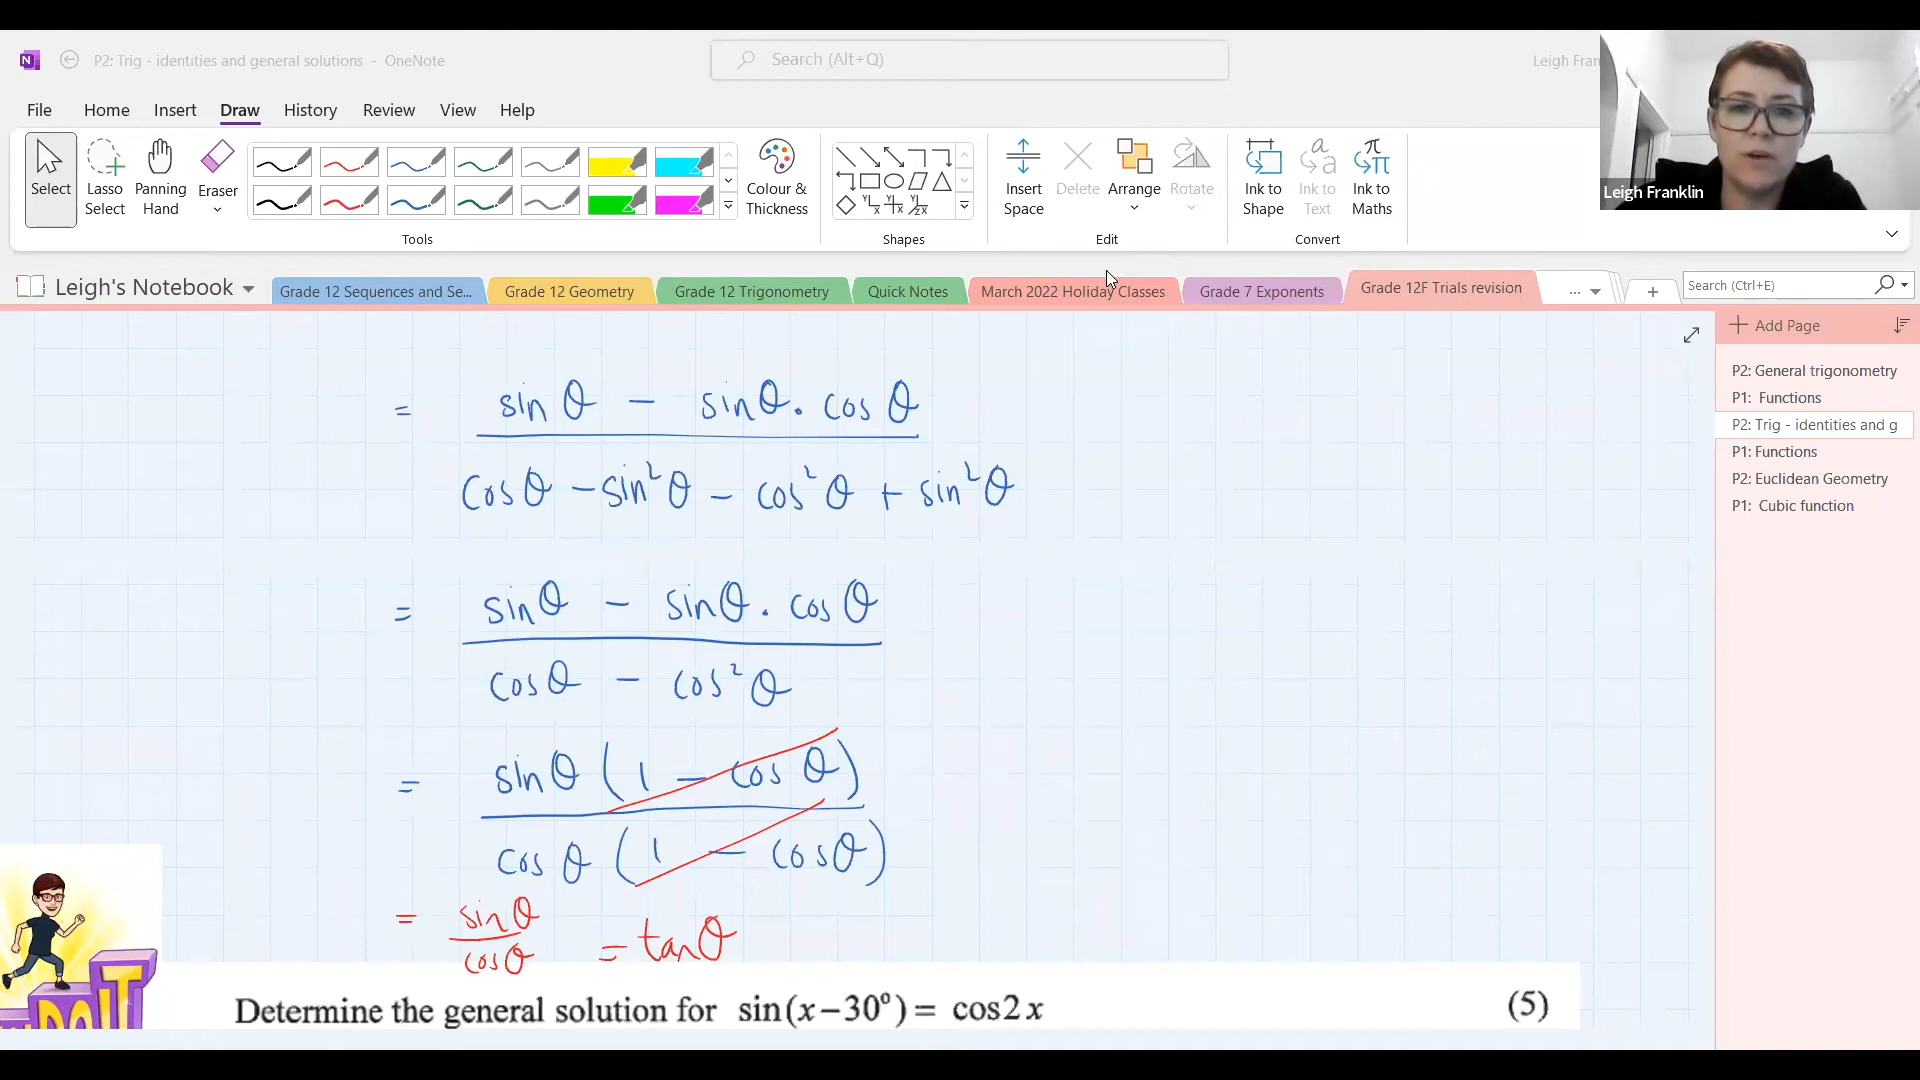 P2: Trig - identities and general solutions - OneNote
Search (Alt+Q)
Leigh Fran
File Home Insert Draw History Review View Help
Select
Lasso Select
Panning Hand
Eraser
Colour & Thickness
Insert Space
Delete
Arrange
Rotate
Ink to Shape
Ink to Text
Ink to Maths
Leigh Franklin
Tools Shapes Edit Convert
Leigh's Notebook
Grade 12 Sequences and Se...
Grade 12 Geometry
Grade 12 Trigonometry
Quick Notes
March 2022 Holiday Classes
Grade 7 Exponents
Grade 12F Trials revision
...
Search (Ctrl+E)
Add Page
P2: General trigonometry
P1: Functions
P2: Trig - identities and g
P1: Functions
P2: Euclidean Geometry
P1: Cubic function
= sinθ - sinθ. cosθ
cosθ - sin²θ - cos²θ + sin²θ
= sinθ - sinθ. cosθ
cosθ - cos²θ
= sinθ (1 - cosθ)
cosθ (1 - cosθ)
= sinθ
cosθ
= tanθ
Determine the general solution for sin(x−30°) = cos2x (5)